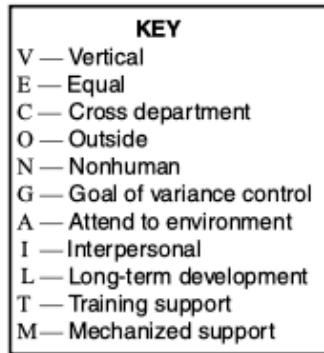 KEY
V — Vertical
E — Equal
C — Cross department
O — Outside
N — Nonhuman
G — Goal of variance control
A — Attend to environment
I — Interpersonal
L — Long-term development
T — Training support
M — Mechanized support